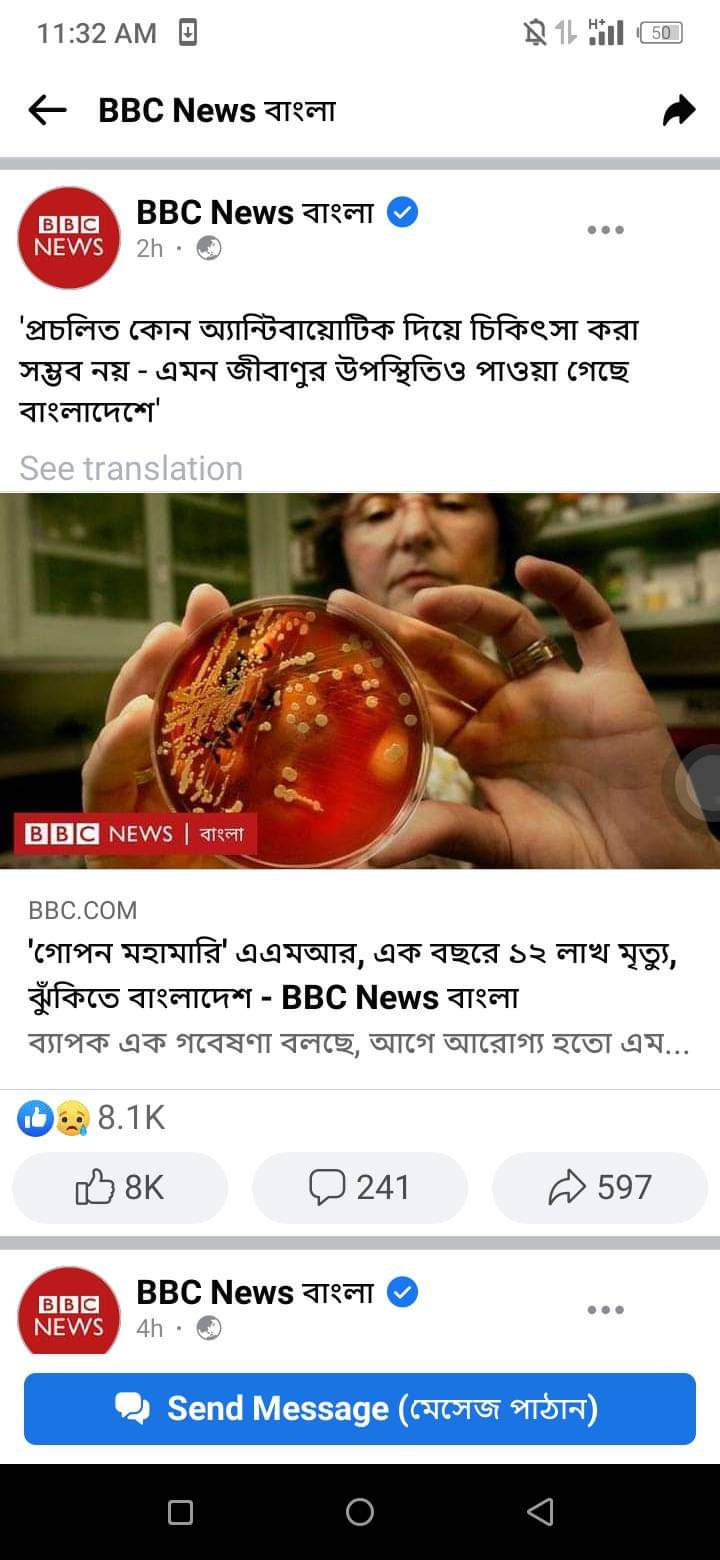 11:32 AM
H+
50
BBC News বাংলা
BBC NEWS
BBC News বাংলা
2h ·
'প্রচলিত কোন অ্যান্টিবায়োটিক দিয়ে চিকিৎসা করা
সম্ভব নয় - এমন জীবাণুর উপস্থিতিও পাওয়া গেছে
বাংলাদেশে'
See translation
BBC NEWS | বাংলা
BBC.COM
'গোপন মহামারি' এএমআর, এক বছরে ১২ লাখ মৃত্যু,
ঝুঁকিতে বাংলাদেশ - BBC News বাংলা
ব্যাপক এক গবেষণা বলছে, আগে আরোগ্য হতো এম...
8.1K
8K
241
597
BBC NEWS
BBC News বাংলা
4h ·
Send Message (মেসেজ পাঠান)